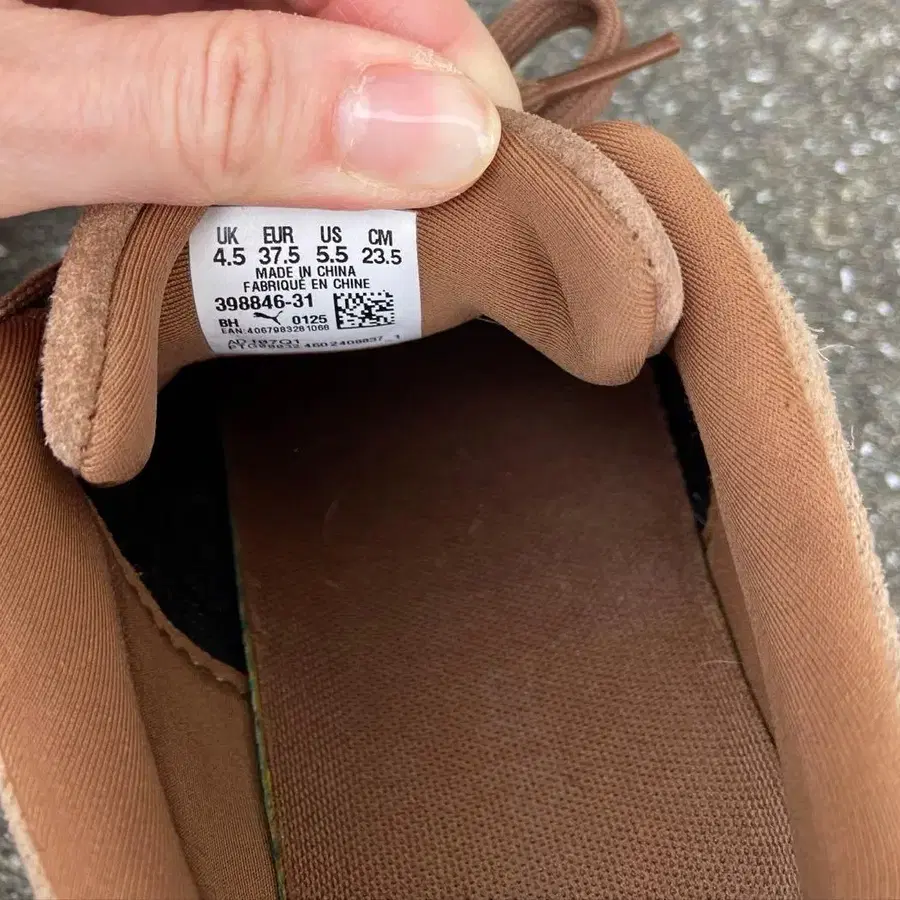 UK EUR US CM
4.5 37.5 5.5 23.5
MADE IN CHINA
FABRIQUÉ EN CHINE
398846-31
BH 0125
EAN:4067983281068